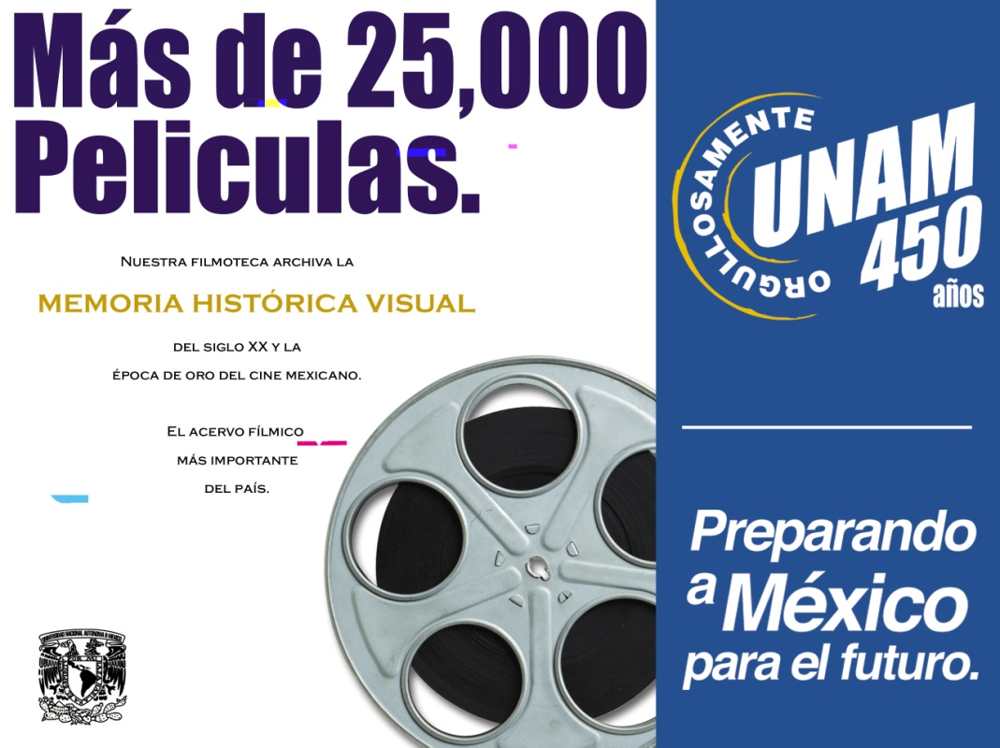 Más de 25,000
Peliculas.
NUESTRA FILMOTECA ARCHIVA LA
MEMORIA HISTÓRICA VISUAL
DEL SIGLO XX Y LA
ÉPOCA DE ORO DEL CINE MEXICANO.
EL ACERVO FÍLMICO
MÁS IMPORTANTE
DEL PAÍS.
ORGULLOSAMENTE
UNAM
450
años
Preparando
a México
para el futuro.